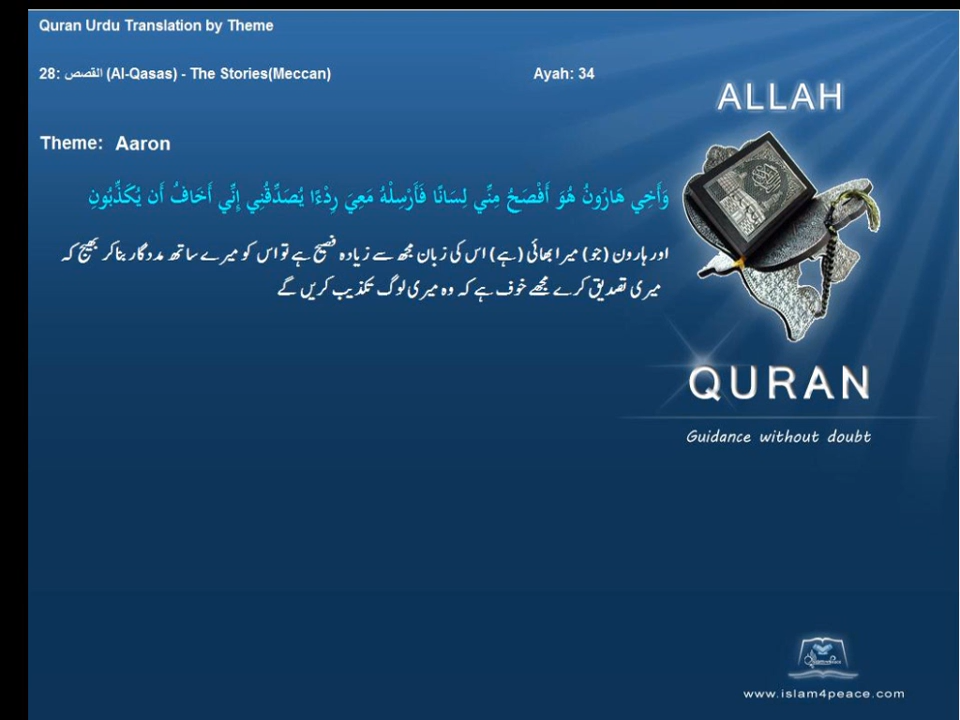 Quran Urdu Translation by Theme
28: القصص (Al-Qasas) - The Stories(Meccan) Ayah: 34
ALLAH
Theme: Aaron
وَأَخِي هَارُونُ هُوَ أَفْصَحُ مِنِّي لِسَانًا فَأَرْسِلْهُ مَعِيَ رِدْءًا يُصَدِّقُنِي إِنِّي أَخَافُ أَن يُكَذِّبُونِ
اور ہارون (جو) میرا بھائی (ہے) اس کی زبان مجھ سے زیادہ فصیح ہے تو اس کو میرے ساتھ مددگار بناکر بھیج کہ
میری تصدیق کرے مجھے خوف ہے کہ وہ میری لوگ تکذیب کریں گے
QURAN
Guidance without doubt
www.islam4peace.com